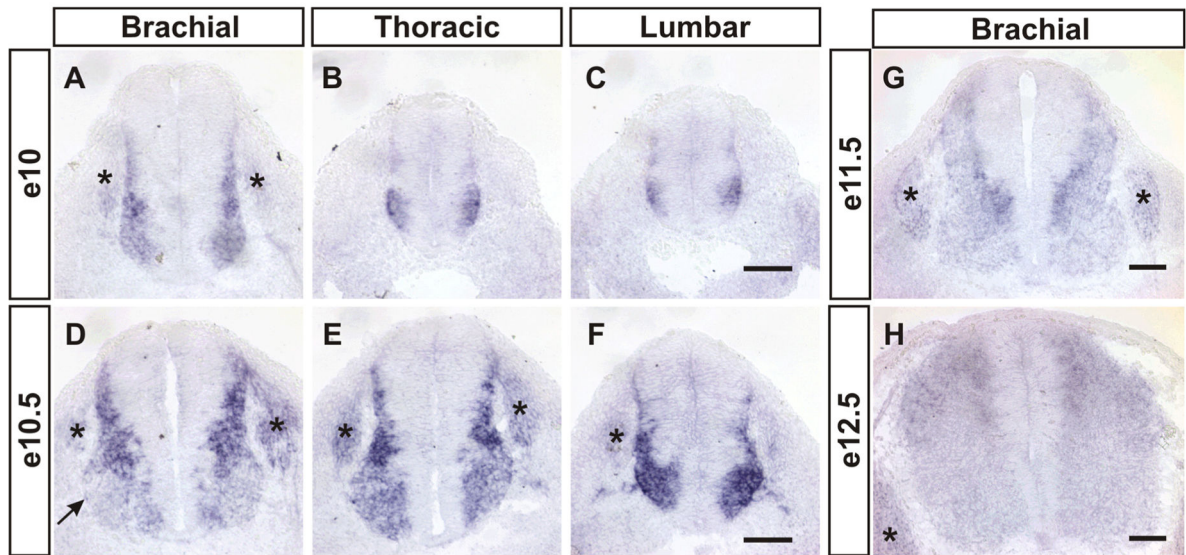 Brachial Thoracic Lumbar Brachial
e10 A * * B C e11.5 G * *
e10.5 D * * E * * F * e12.5 H *